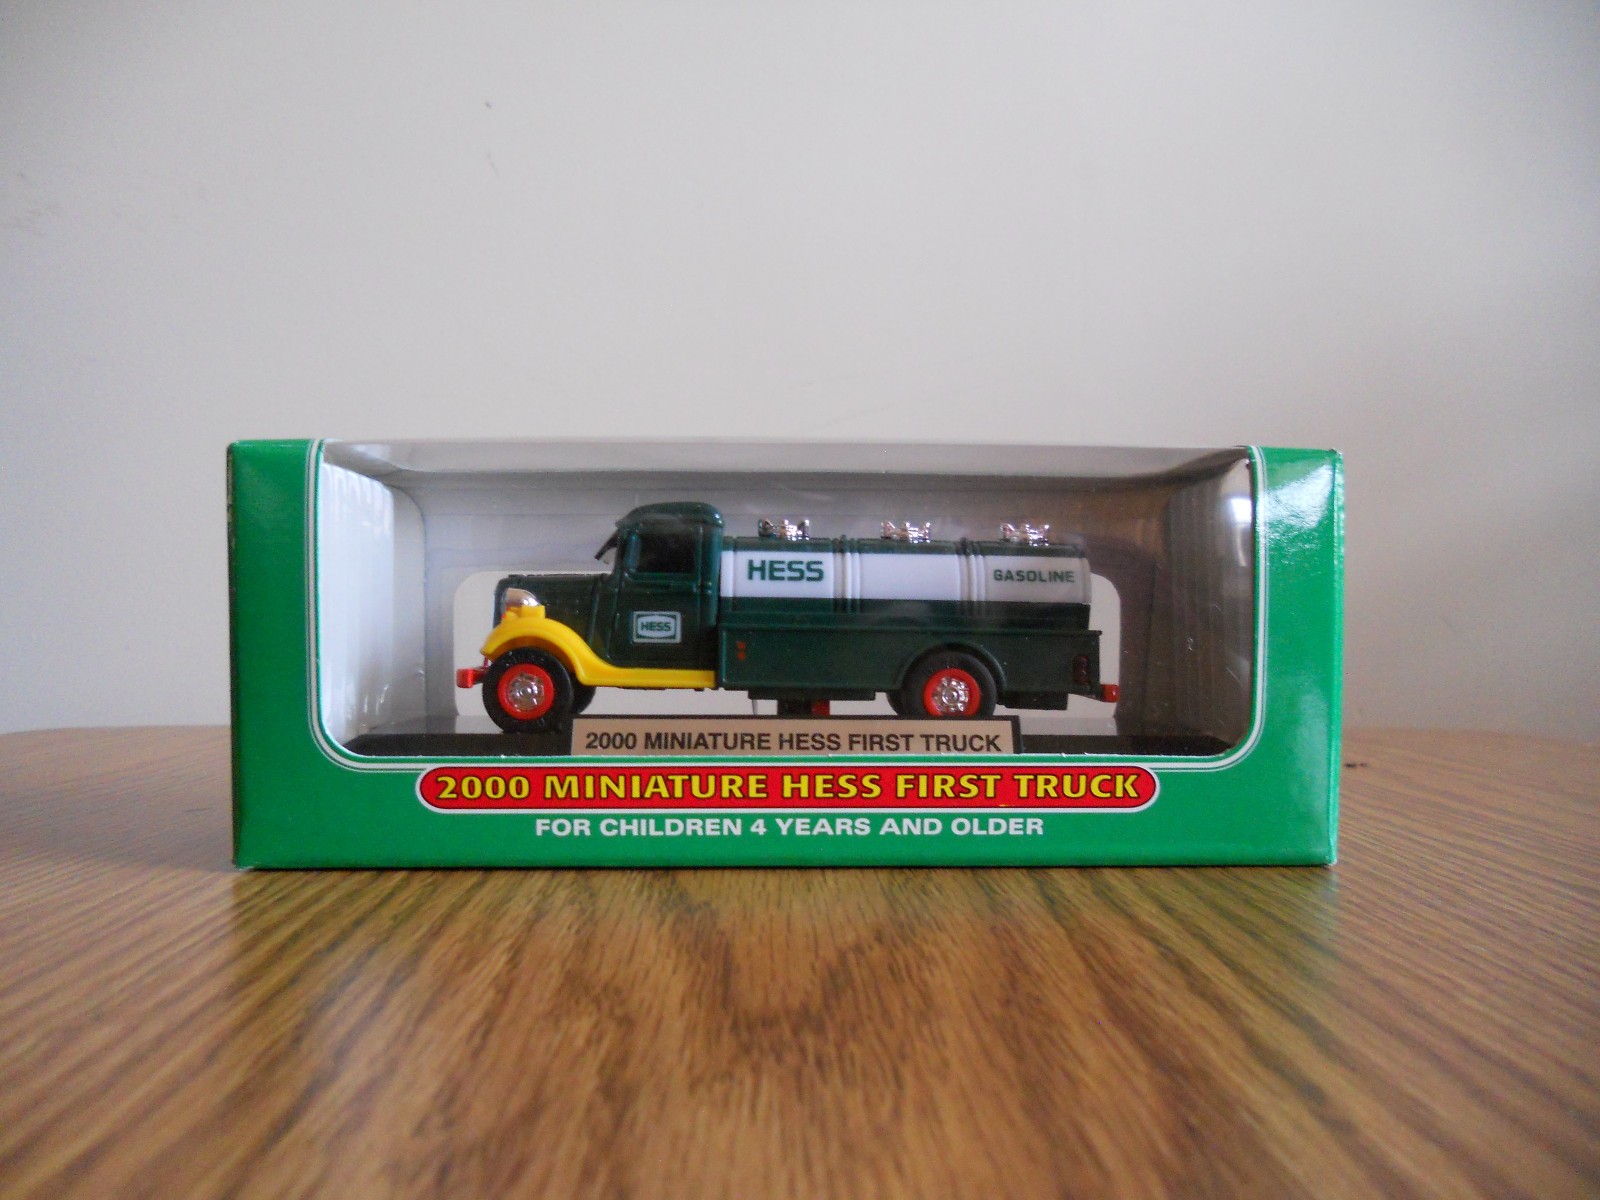 HESS
GASOLINE
HESS
2000 MINIATURE HESS FIRST TRUCK
2000 MINIATURE HESS FIRST TRUCK
FOR CHILDREN 4 YEARS AND OLDER